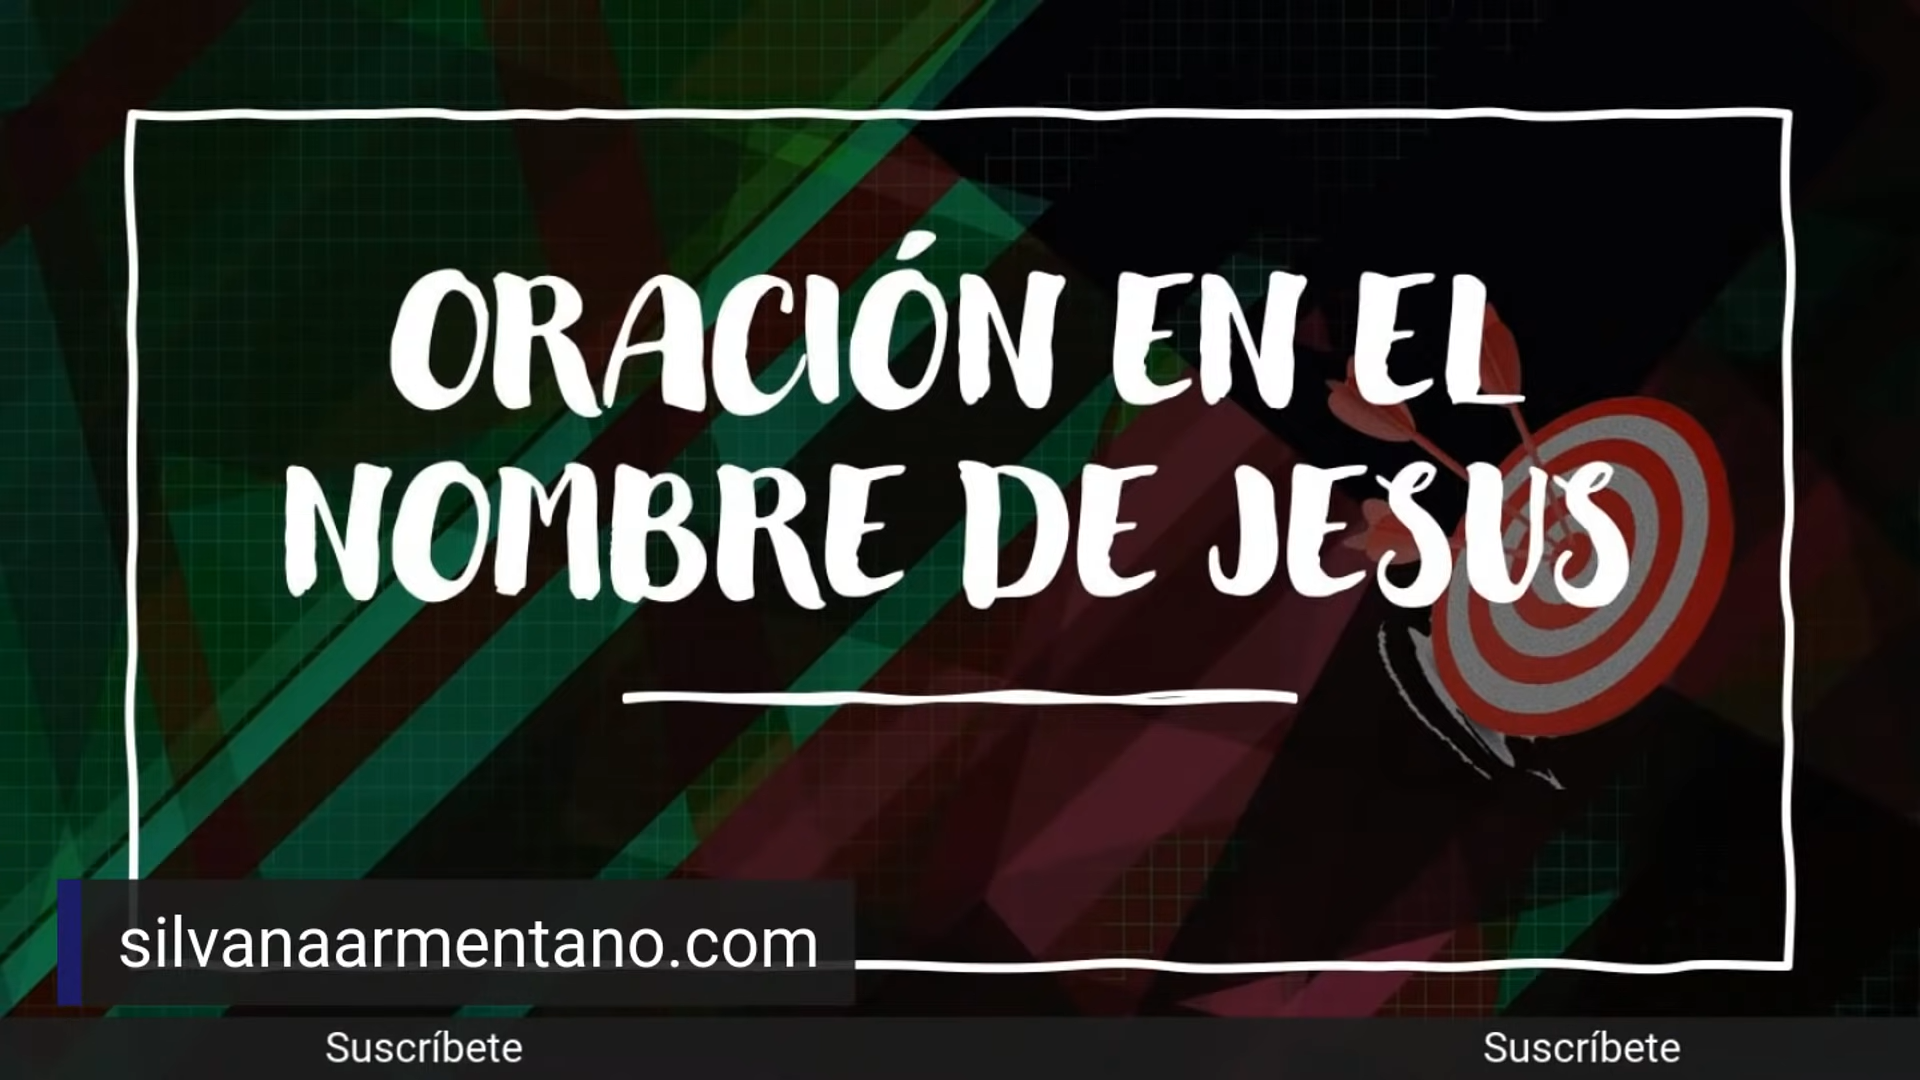 ORACIÓN EN EL
NOMBRE DE JESUS
silvanaarmentano.com
Suscríbete
Suscríbete